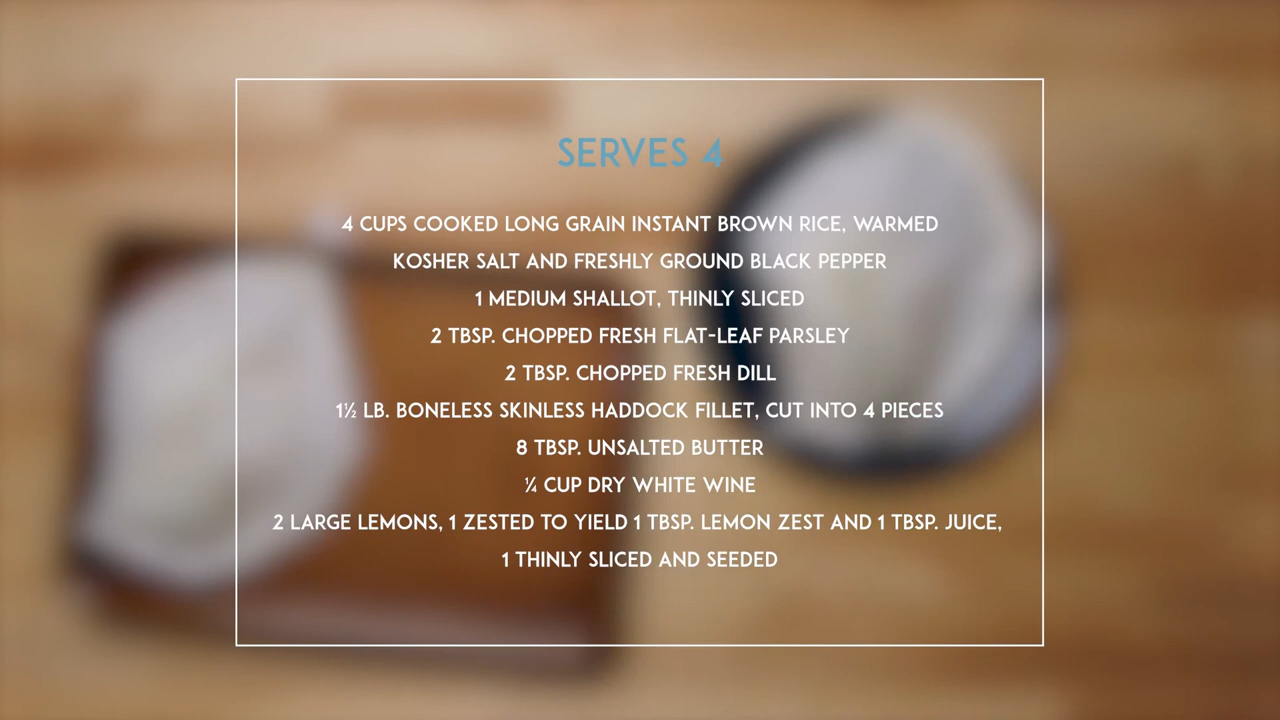 SERVES 4
4 CUPS COOKED LONG GRAIN INSTANT BROWN RICE, WARMED
KOSHER SALT AND FRESHLY GROUND BLACK PEPPER
1 MEDIUM SHALLOT, THINLY SLICED
2 TBSP. CHOPPED FRESH FLAT-LEAF PARSLEY
2 TBSP. CHOPPED FRESH DILL
1½ LB. BONELESS SKINLESS HADDOCK FILLET, CUT INTO 4 PIECES
8 TBSP. UNSALTED BUTTER
¼ CUP DRY WHITE WINE
2 LARGE LEMONS, 1 ZESTED TO YIELD 1 TBSP. LEMON ZEST AND 1 TBSP. JUICE,
1 THINLY SLICED AND SEEDED